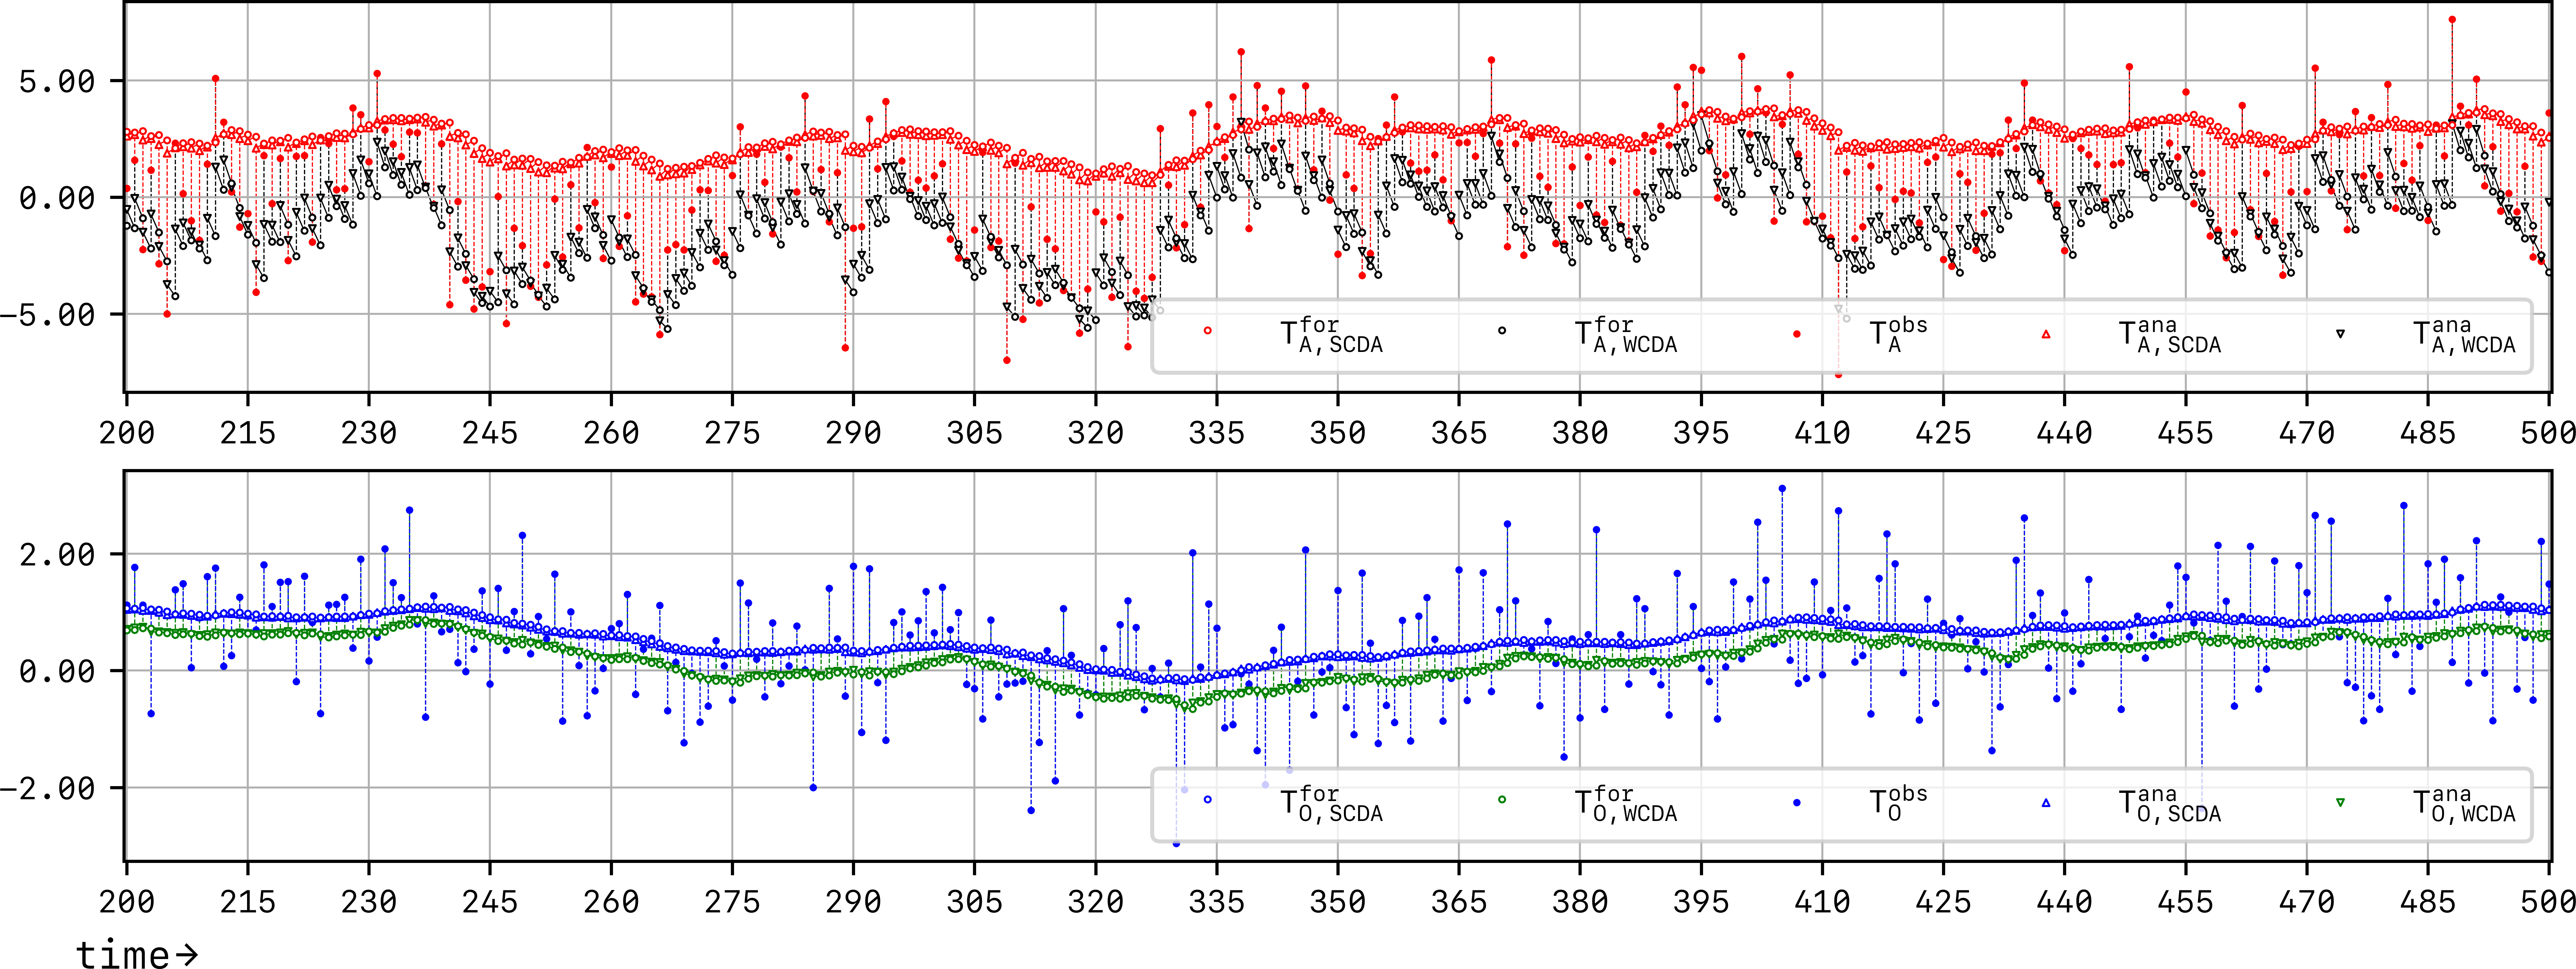 5.00
0.00
−5.00
T^for_A,SCDA T^for_A,WCDA T^obs_A T^ana_A,SCDA T^ana_A,WCDA
200 215 230 245 260 275 290 305 320 335 350 365 380 395 410 425 440 455 470 485 500
2.00
0.00
−2.00
T^for_O,SCDA T^for_O,WCDA T^obs_O T^ana_O,SCDA T^ana_O,WCDA
200 215 230 245 260 275 290 305 320 335 350 365 380 395 410 425 440 455 470 485 500
time→